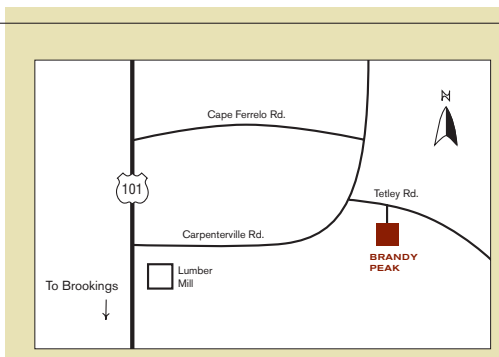 Cape Ferrelo Rd.
N
101
Tetley Rd.
Carpenterville Rd.
BRANDY
PEAK
Lumber
Mill
To Brookings